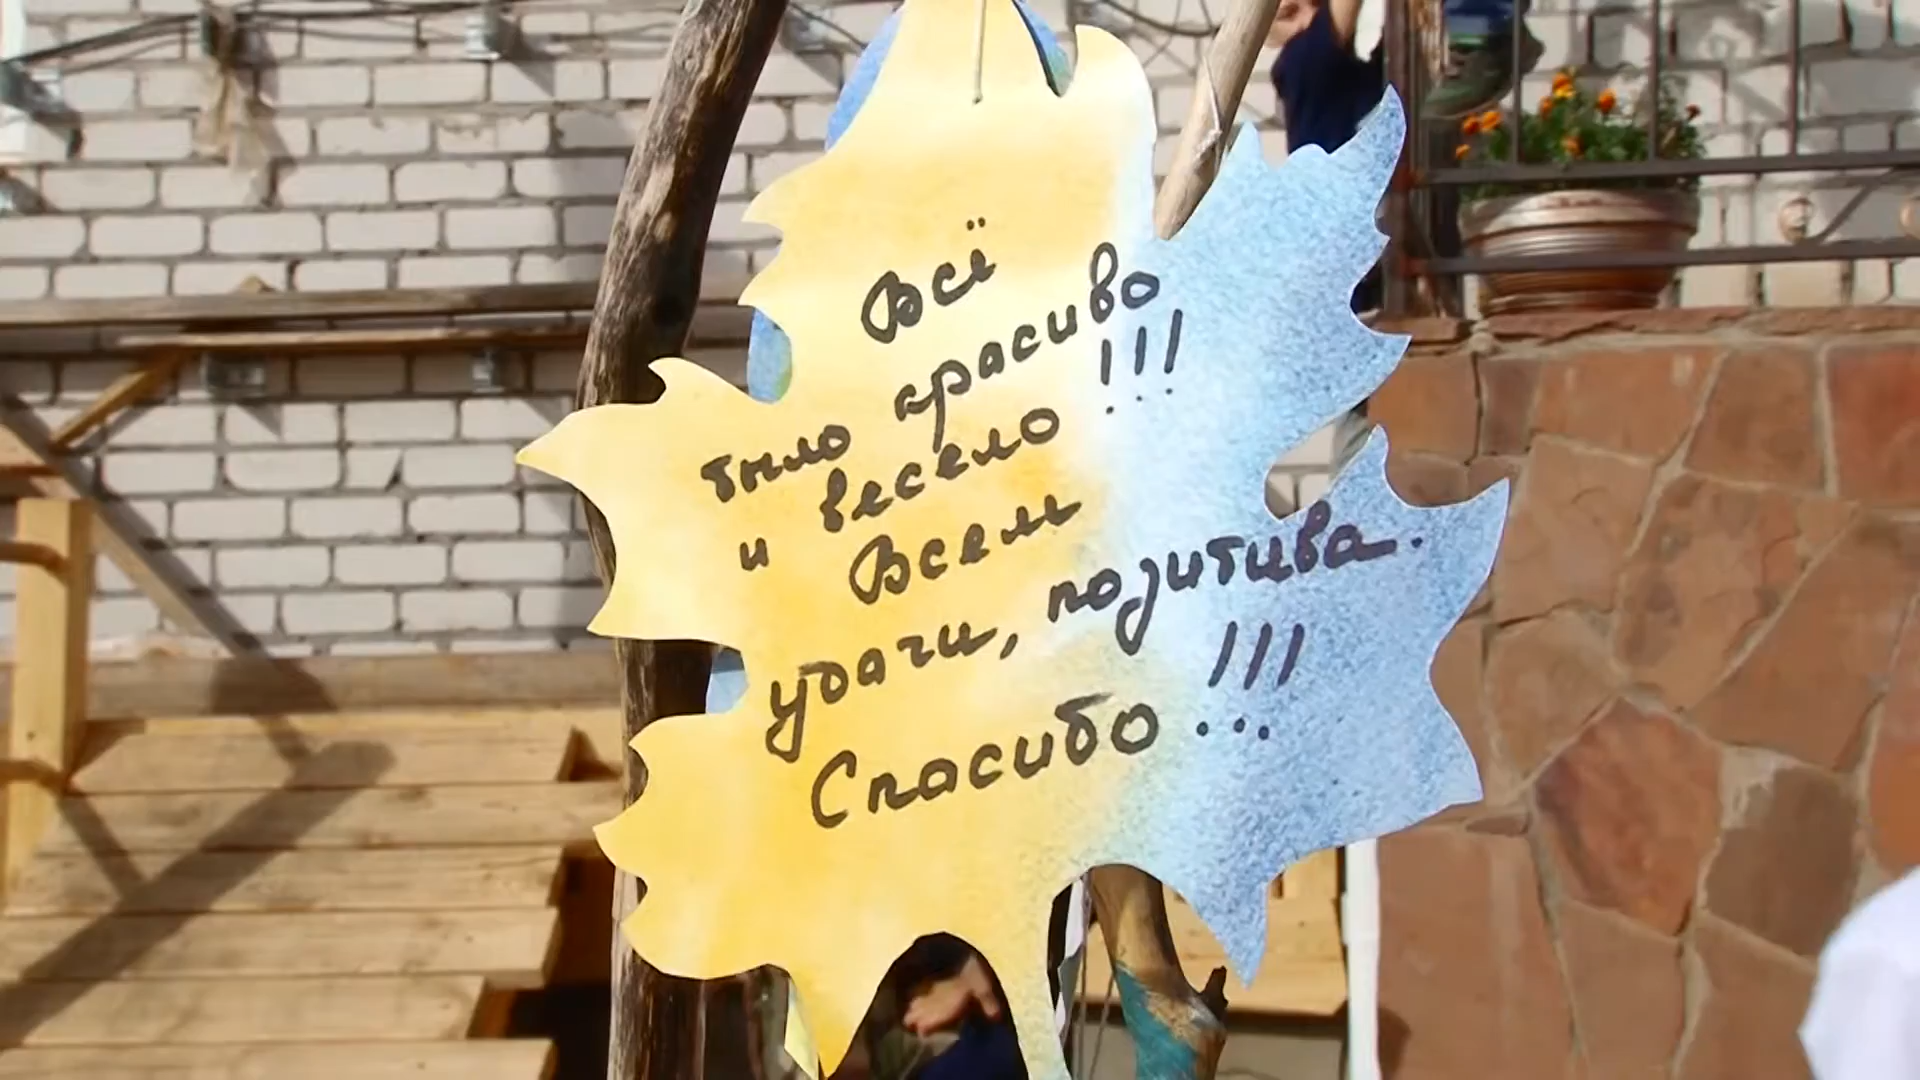 Всё
было красиво
и весело !!!
Всем
удачи, позитива.
Спасибо...!!!